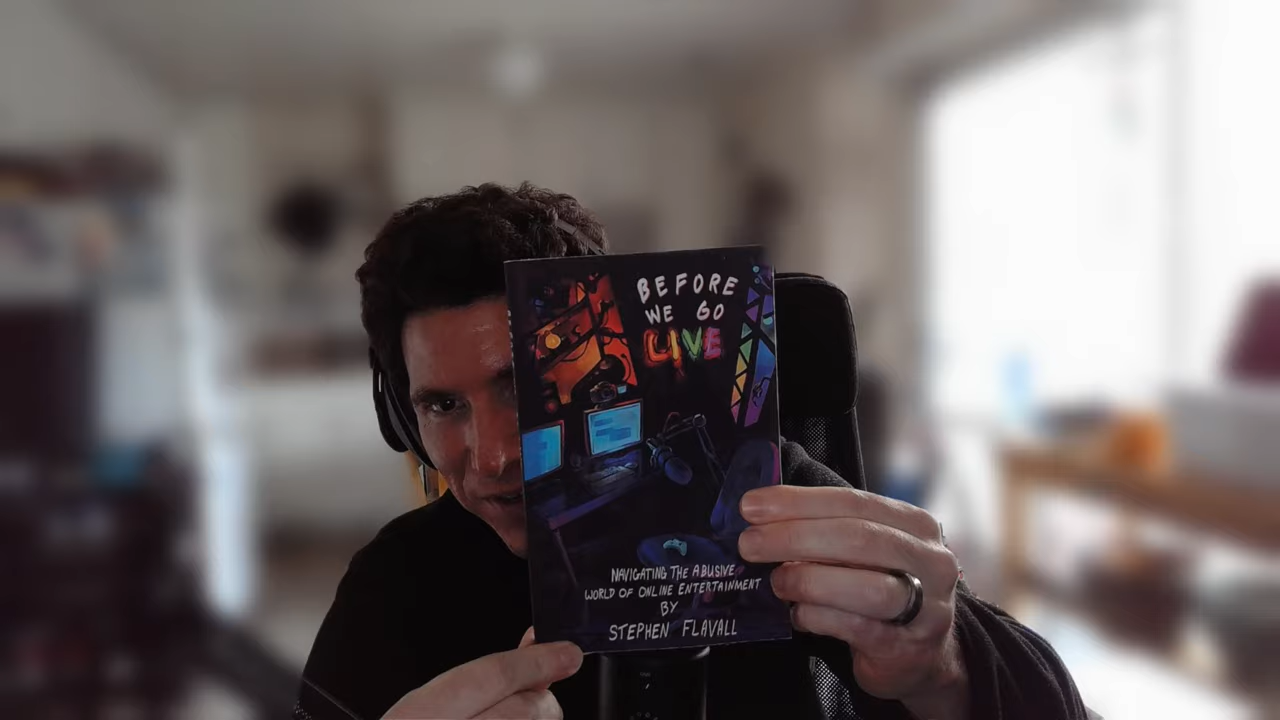 BEFORE
WE GO
LIVE
NAVIGATING THE ABUSIVE
WORLD OF ONLINE ENTERTAINMENT
BY
STEPHEN FLAVALL